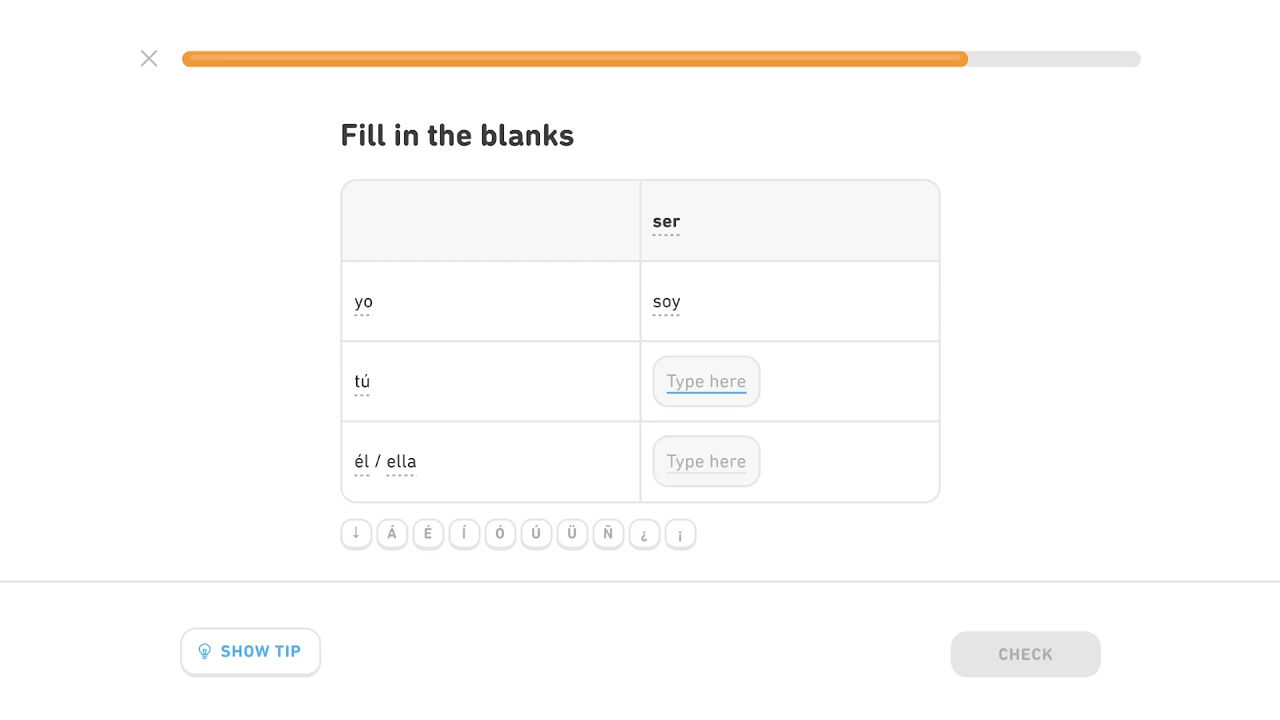 Fill in the blanks
ser
yo soy
tú Type here
él / ella Type here
↓ Á É Í Ó Ú Ü Ñ ¿ ¡
SHOW TIP CHECK